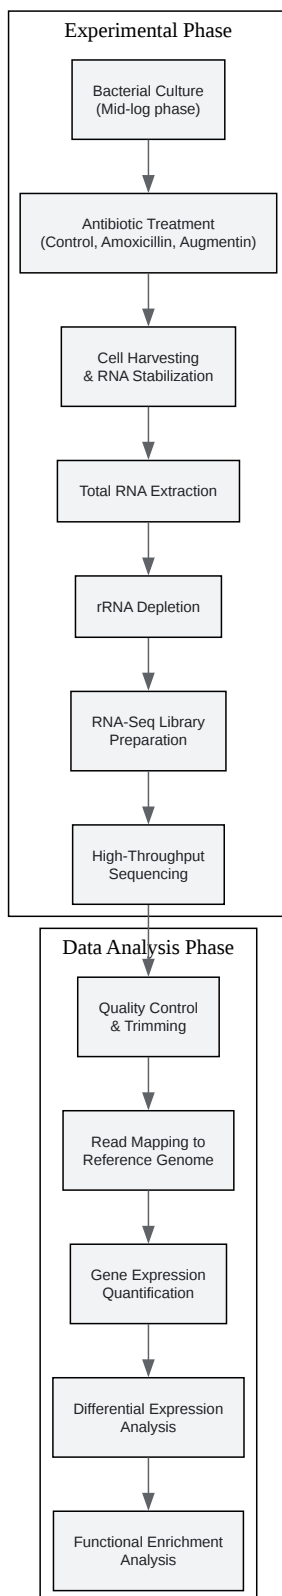 Experimental Phase
Bacterial Culture
(Mid-log phase)
Antibiotic Treatment
(Control, Amoxicillin, Augmentin)
Cell Harvesting
& RNA Stabilization
Total RNA Extraction
rRNA Depletion
RNA-Seq Library
Preparation
High-Throughput
Sequencing
Data Analysis Phase
Quality Control
& Trimming
Read Mapping to
Reference Genome
Gene Expression
Quantification
Differential Expression
Analysis
Functional Enrichment
Analysis